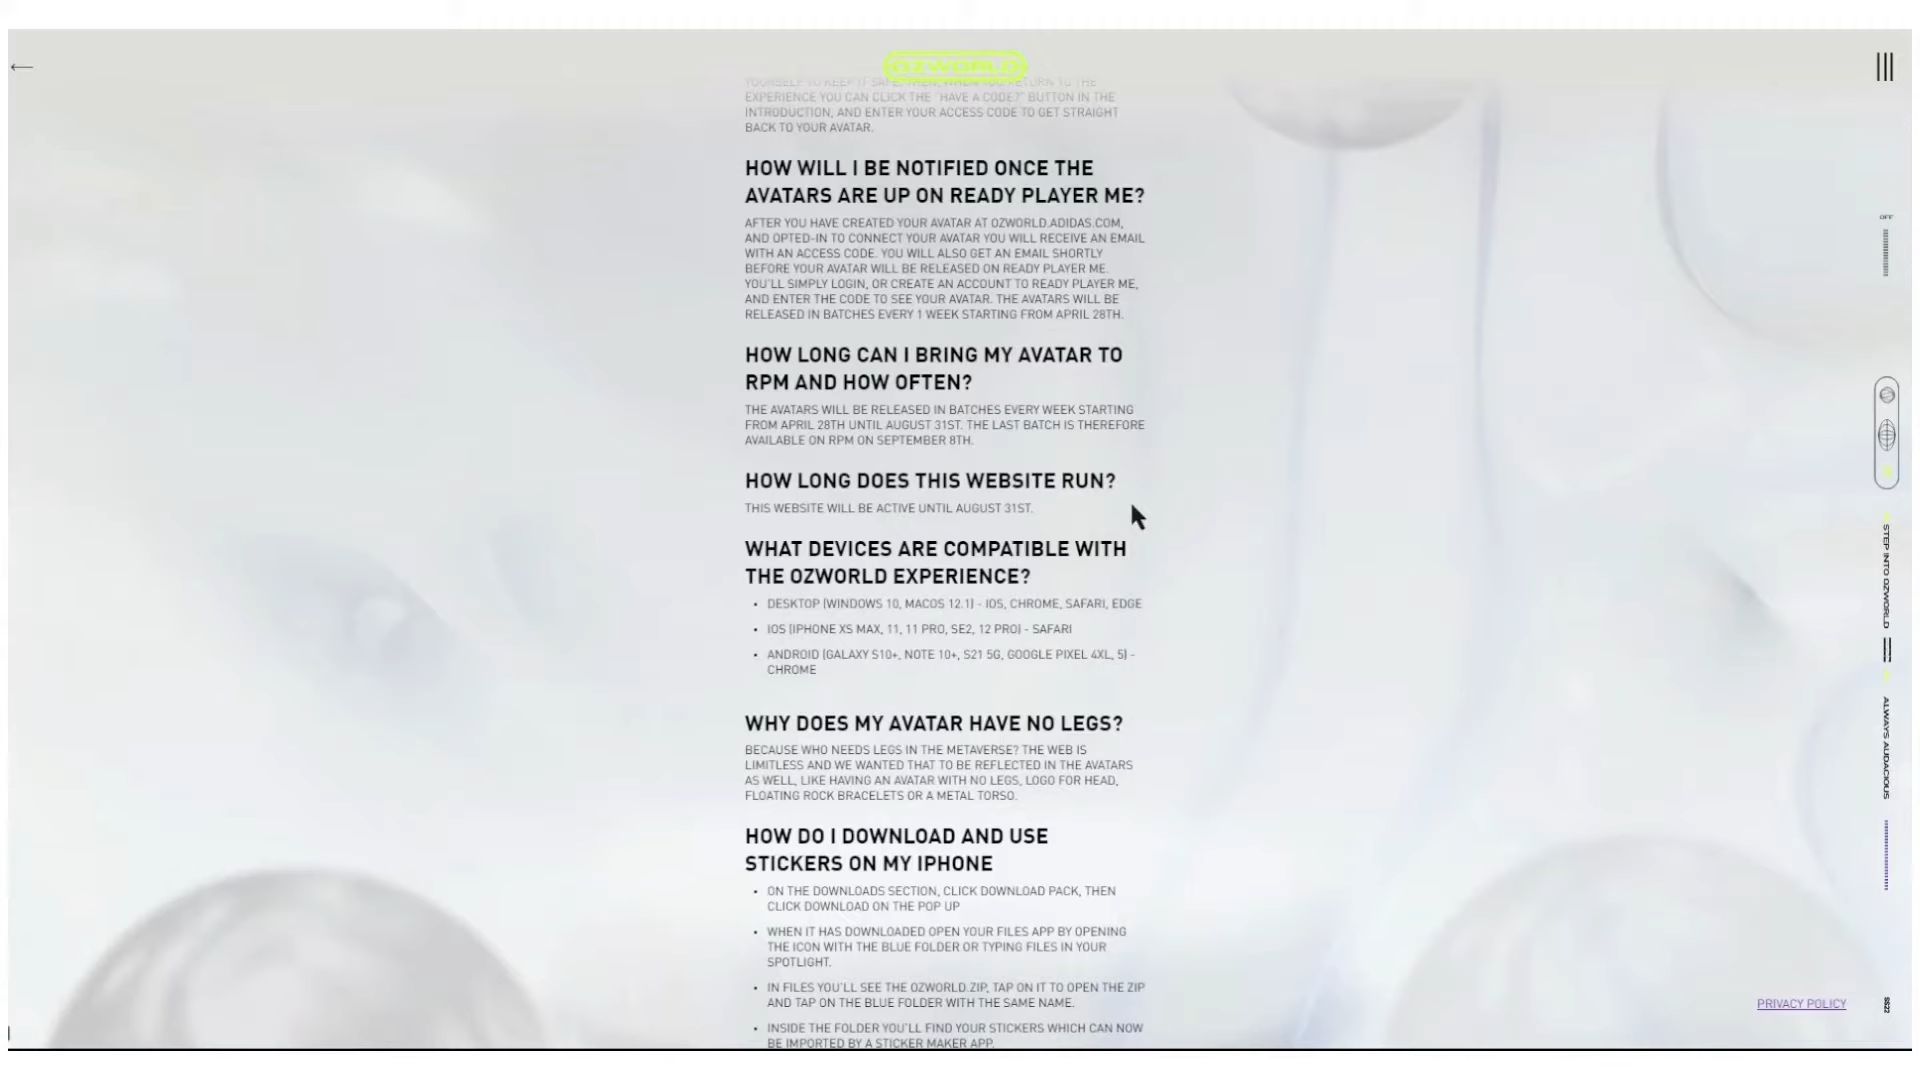 OZWORLD
YOURSELF TO KEEP IT SAFE. THEN, WHEN YOU RETURN TO THE
EXPERIENCE YOU CAN CLICK THE "HAVE A CODE?" BUTTON IN THE
INTRODUCTION, AND ENTER YOUR ACCESS CODE TO GET STRAIGHT
BACK TO YOUR AVATAR.
HOW WILL I BE NOTIFIED ONCE THE
AVATARS ARE UP ON READY PLAYER ME?
AFTER YOU HAVE CREATED YOUR AVATAR AT OZWORLD.ADIDAS.COM,
AND OPTED-IN TO CONNECT YOUR AVATAR YOU WILL RECEIVE AN EMAIL
WITH AN ACCESS CODE. YOU WILL ALSO GET AN EMAIL SHORTLY
BEFORE YOUR AVATAR WILL BE RELEASED ON READY PLAYER ME.
YOU'LL SIMPLY LOGIN, OR CREATE AN ACCOUNT TO READY PLAYER ME,
AND ENTER THE CODE TO SEE YOUR AVATAR. THE AVATARS WILL BE
RELEASED IN BATCHES EVERY 1 WEEK STARTING FROM APRIL 28TH.
HOW LONG CAN I BRING MY AVATAR TO
RPM AND HOW OFTEN?
THE AVATARS WILL BE RELEASED IN BATCHES EVERY WEEK STARTING
FROM APRIL 28TH UNTIL AUGUST 31ST. THE LAST BATCH IS THEREFORE
AVAILABLE ON RPM ON SEPTEMBER 8TH.
HOW LONG DOES THIS WEBSITE RUN?
THIS WEBSITE WILL BE ACTIVE UNTIL AUGUST 31ST.
WHAT DEVICES ARE COMPATIBLE WITH
THE OZWORLD EXPERIENCE?
• DESKTOP (WINDOWS 10, MACOS 12.1) - IOS, CHROME, SAFARI, EDGE
• IOS (IPHONE XS MAX, 11, 11 PRO, SE2, 12 PRO) - SAFARI
• ANDROID (GALAXY S10+, NOTE 10+, S21 5G, GOOGLE PIXEL 4XL, 5) -
CHROME
WHY DOES MY AVATAR HAVE NO LEGS?
BECAUSE WHO NEEDS LEGS IN THE METAVERSE? THE WEB IS
LIMITLESS AND WE WANTED THAT TO BE REFLECTED IN THE AVATARS
AS WELL, LIKE HAVING AN AVATAR WITH NO LEGS, LOGO FOR HEAD,
FLOATING ROCK BRACELETS OR A METAL TORSO.
HOW DO I DOWNLOAD AND USE
STICKERS ON MY IPHONE
• ON THE DOWNLOADS SECTION, CLICK DOWNLOAD PACK, THEN
CLICK DOWNLOAD ON THE POP UP
• WHEN IT HAS DOWNLOADED OPEN YOUR FILES APP BY OPENING
THE ICON WITH THE BLUE FOLDER OR TYPING FILES IN YOUR
SPOTLIGHT.
• IN FILES YOU'LL SEE THE OZWORLD.ZIP, TAP ON IT TO OPEN THE ZIP
AND TAP ON THE BLUE FOLDER WITH THE SAME NAME.
• INSIDE THE FOLDER YOU'LL FIND YOUR STICKERS WHICH CAN NOW
BE IMPORTED BY A STICKER MAKER APP.
OFF
STEP INTO OZWORLD
ALWAYS AUDACIOUS
PRIVACY POLICY
SS22